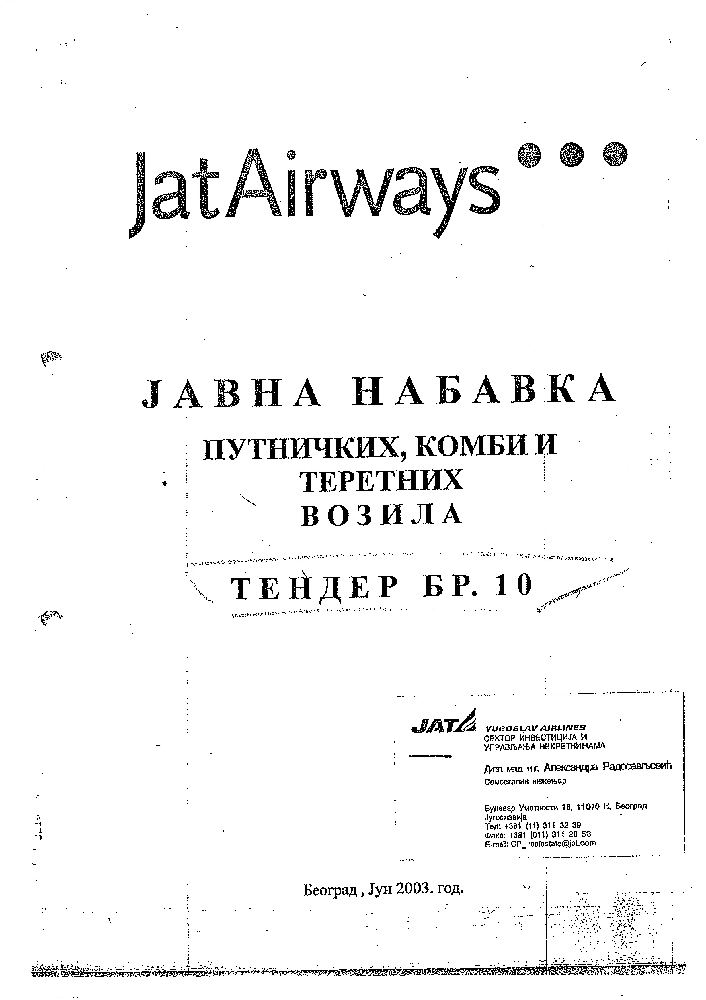 JatAirways
ЈАВНА НАБАВКА
ПУТНИЧКИХ, КОМБИ И
ТЕРЕТНИХ
ВОЗИЛА
ТЕНДЕР БР. 10
JAT
YUGOSLAV AIRLINES
СЕКТОР ИНВЕСТИЦИЈА И
УПРАВЉАЊА НЕКРЕТНИНАМА
Дипл. маш. инг. Александра Радосављевић
Самостални инжењер
Булевар Уметности 16, 11070 Н. Београд
Југославија
Тел: +381 (11) 311 32 39
Факс: +381 (011) 311 28 53
E-mail: CP_ realestate@jat.com
Београд , Јун 2003. год.